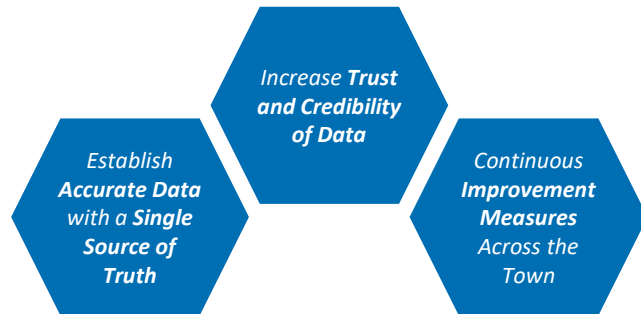 Establish
Accurate Data
with a Single
Source of
Truth
Increase Trust
and Credibility
of Data
Continuous
Improvement
Measures
Across the
Town